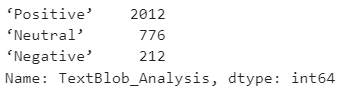 ‘Positive’ 2012
‘Neutral’ 776
‘Negative’ 212
Name: TextBlob_Analysis, dtype: int64